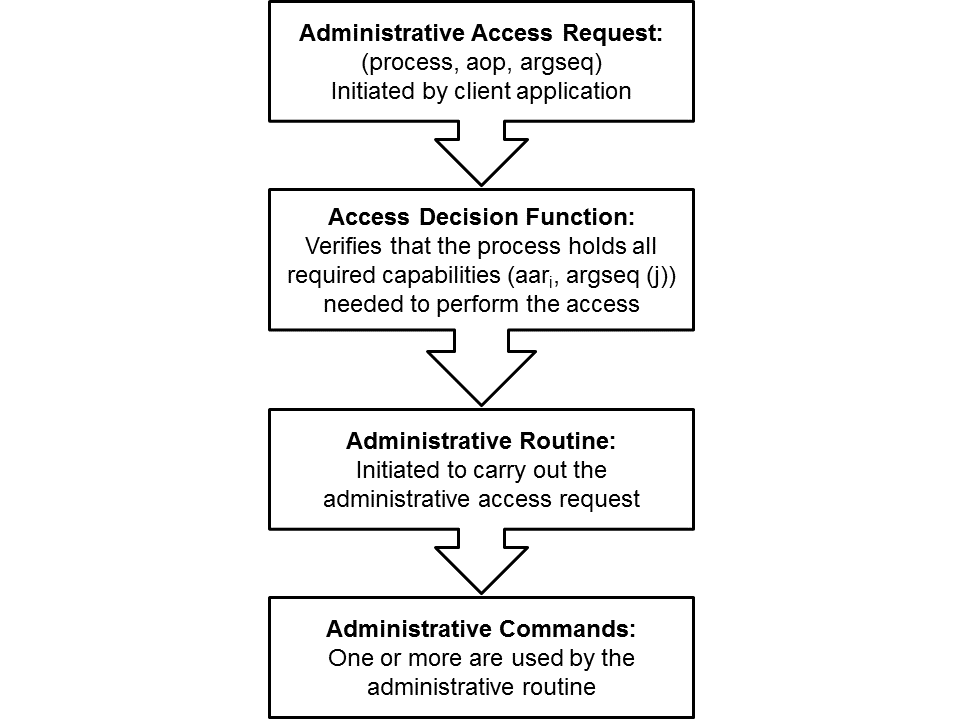 Administrative Access Request:
(process, aop, argseq)
Initiated by client application
Access Decision Function:
Verifies that the process holds all
required capabilities (aarᵢ, argseq (j))
needed to perform the access
Administrative Routine:
Initiated to carry out the
administrative access request
Administrative Commands:
One or more are used by the
administrative routine